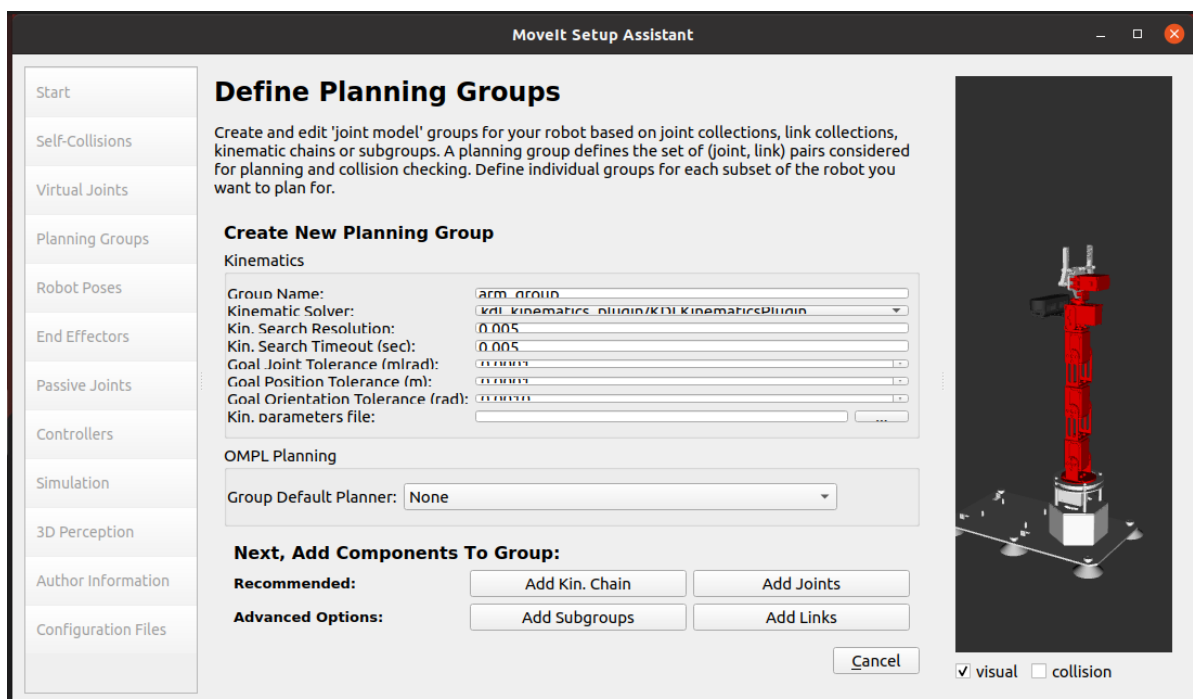 MoveIt Setup Assistant
Start
Self-Collisions
Virtual Joints
Planning Groups
Robot Poses
End Effectors
Passive Joints
Controllers
Simulation
3D Perception
Author Information
Configuration Files
Define Planning Groups
Create and edit 'joint model' groups for your robot based on joint collections, link collections,
kinematic chains or subgroups. A planning group defines the set of (joint, link) pairs considered
for planning and collision checking. Define individual groups for each subset of the robot you
want to plan for.
Create New Planning Group
Kinematics
Group Name: arm_group
Kinematic Solver: kdl_kinematics_plugin/KDLKinematicsPlugin
Kin. Search Resolution: 0.005
Kin. Search Timeout (sec): 0.005
Goal Joint Tolerance (m|rad): 0.0001
Goal Position Tolerance (m): 0.0001
Goal Orientation Tolerance (rad): 0.0010
Kin. parameters file: ...
OMPL Planning
Group Default Planner: None
Next, Add Components To Group:
Recommended: Add Kin. Chain Add Joints
Advanced Options: Add Subgroups Add Links
Cancel
visual collision